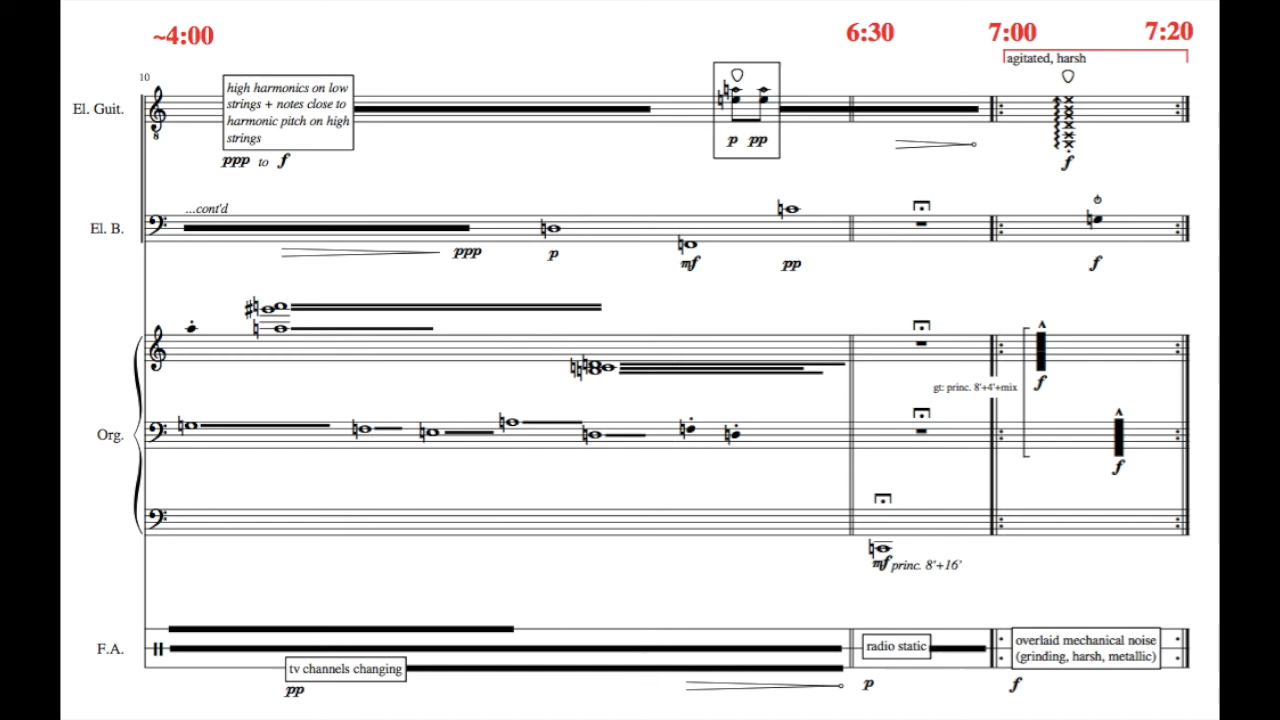 ~4:00
6:30
7:00
7:20
agitated, harsh
10
El. Guit.
8
high harmonics on low
strings + notes close to
harmonic pitch on high
strings
ppp to f
p pp
f
...cont'd
El. B.
ppp
p
mf
pp
f
gt: princ. 8'+4'+mix
f
Org.
f
mf princ. 8'+16'
F.A.
tv channels changing
radio static
overlaid mechanical noise
(grinding, harsh, metallic)
pp
p
f